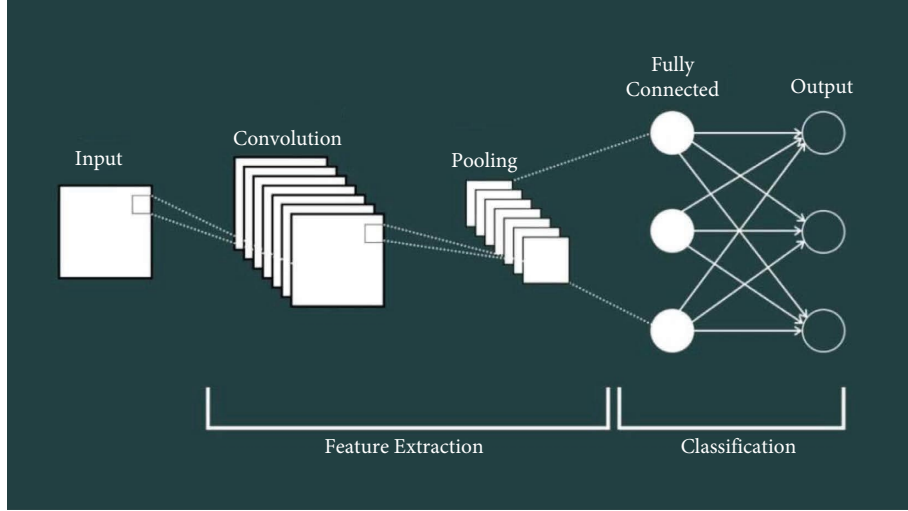 Input
Convolution
Pooling
Fully
Connected
Output
Feature Extraction
Classification